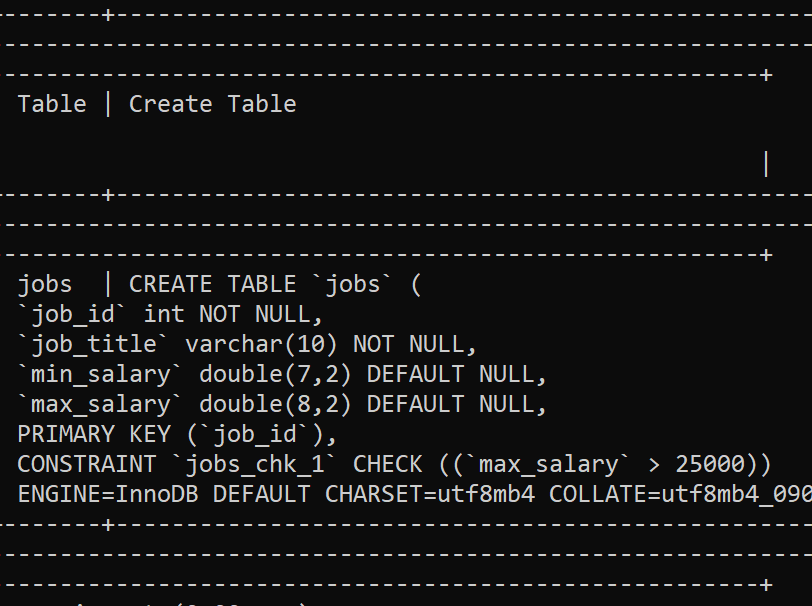 -------+--------------------------------------------------
----------------------------------------------------------
------------------------------------------------------+
Table | Create Table
|
-------+--------------------------------------------------
----------------------------------------------------------
------------------------------------------------------+
jobs | CREATE TABLE `jobs` (
`job_id` int NOT NULL,
`job_title` varchar(10) NOT NULL,
`min_salary` double(7,2) DEFAULT NULL,
`max_salary` double(8,2) DEFAULT NULL,
PRIMARY KEY (`job_id`),
CONSTRAINT `jobs_chk_1` CHECK ((`max_salary` > 25000))
ENGINE=InnoDB DEFAULT CHARSET=utf8mb4 COLLATE=utf8mb4_090
-------+--------------------------------------------------
----------------------------------------------------------
------------------------------------------------------+